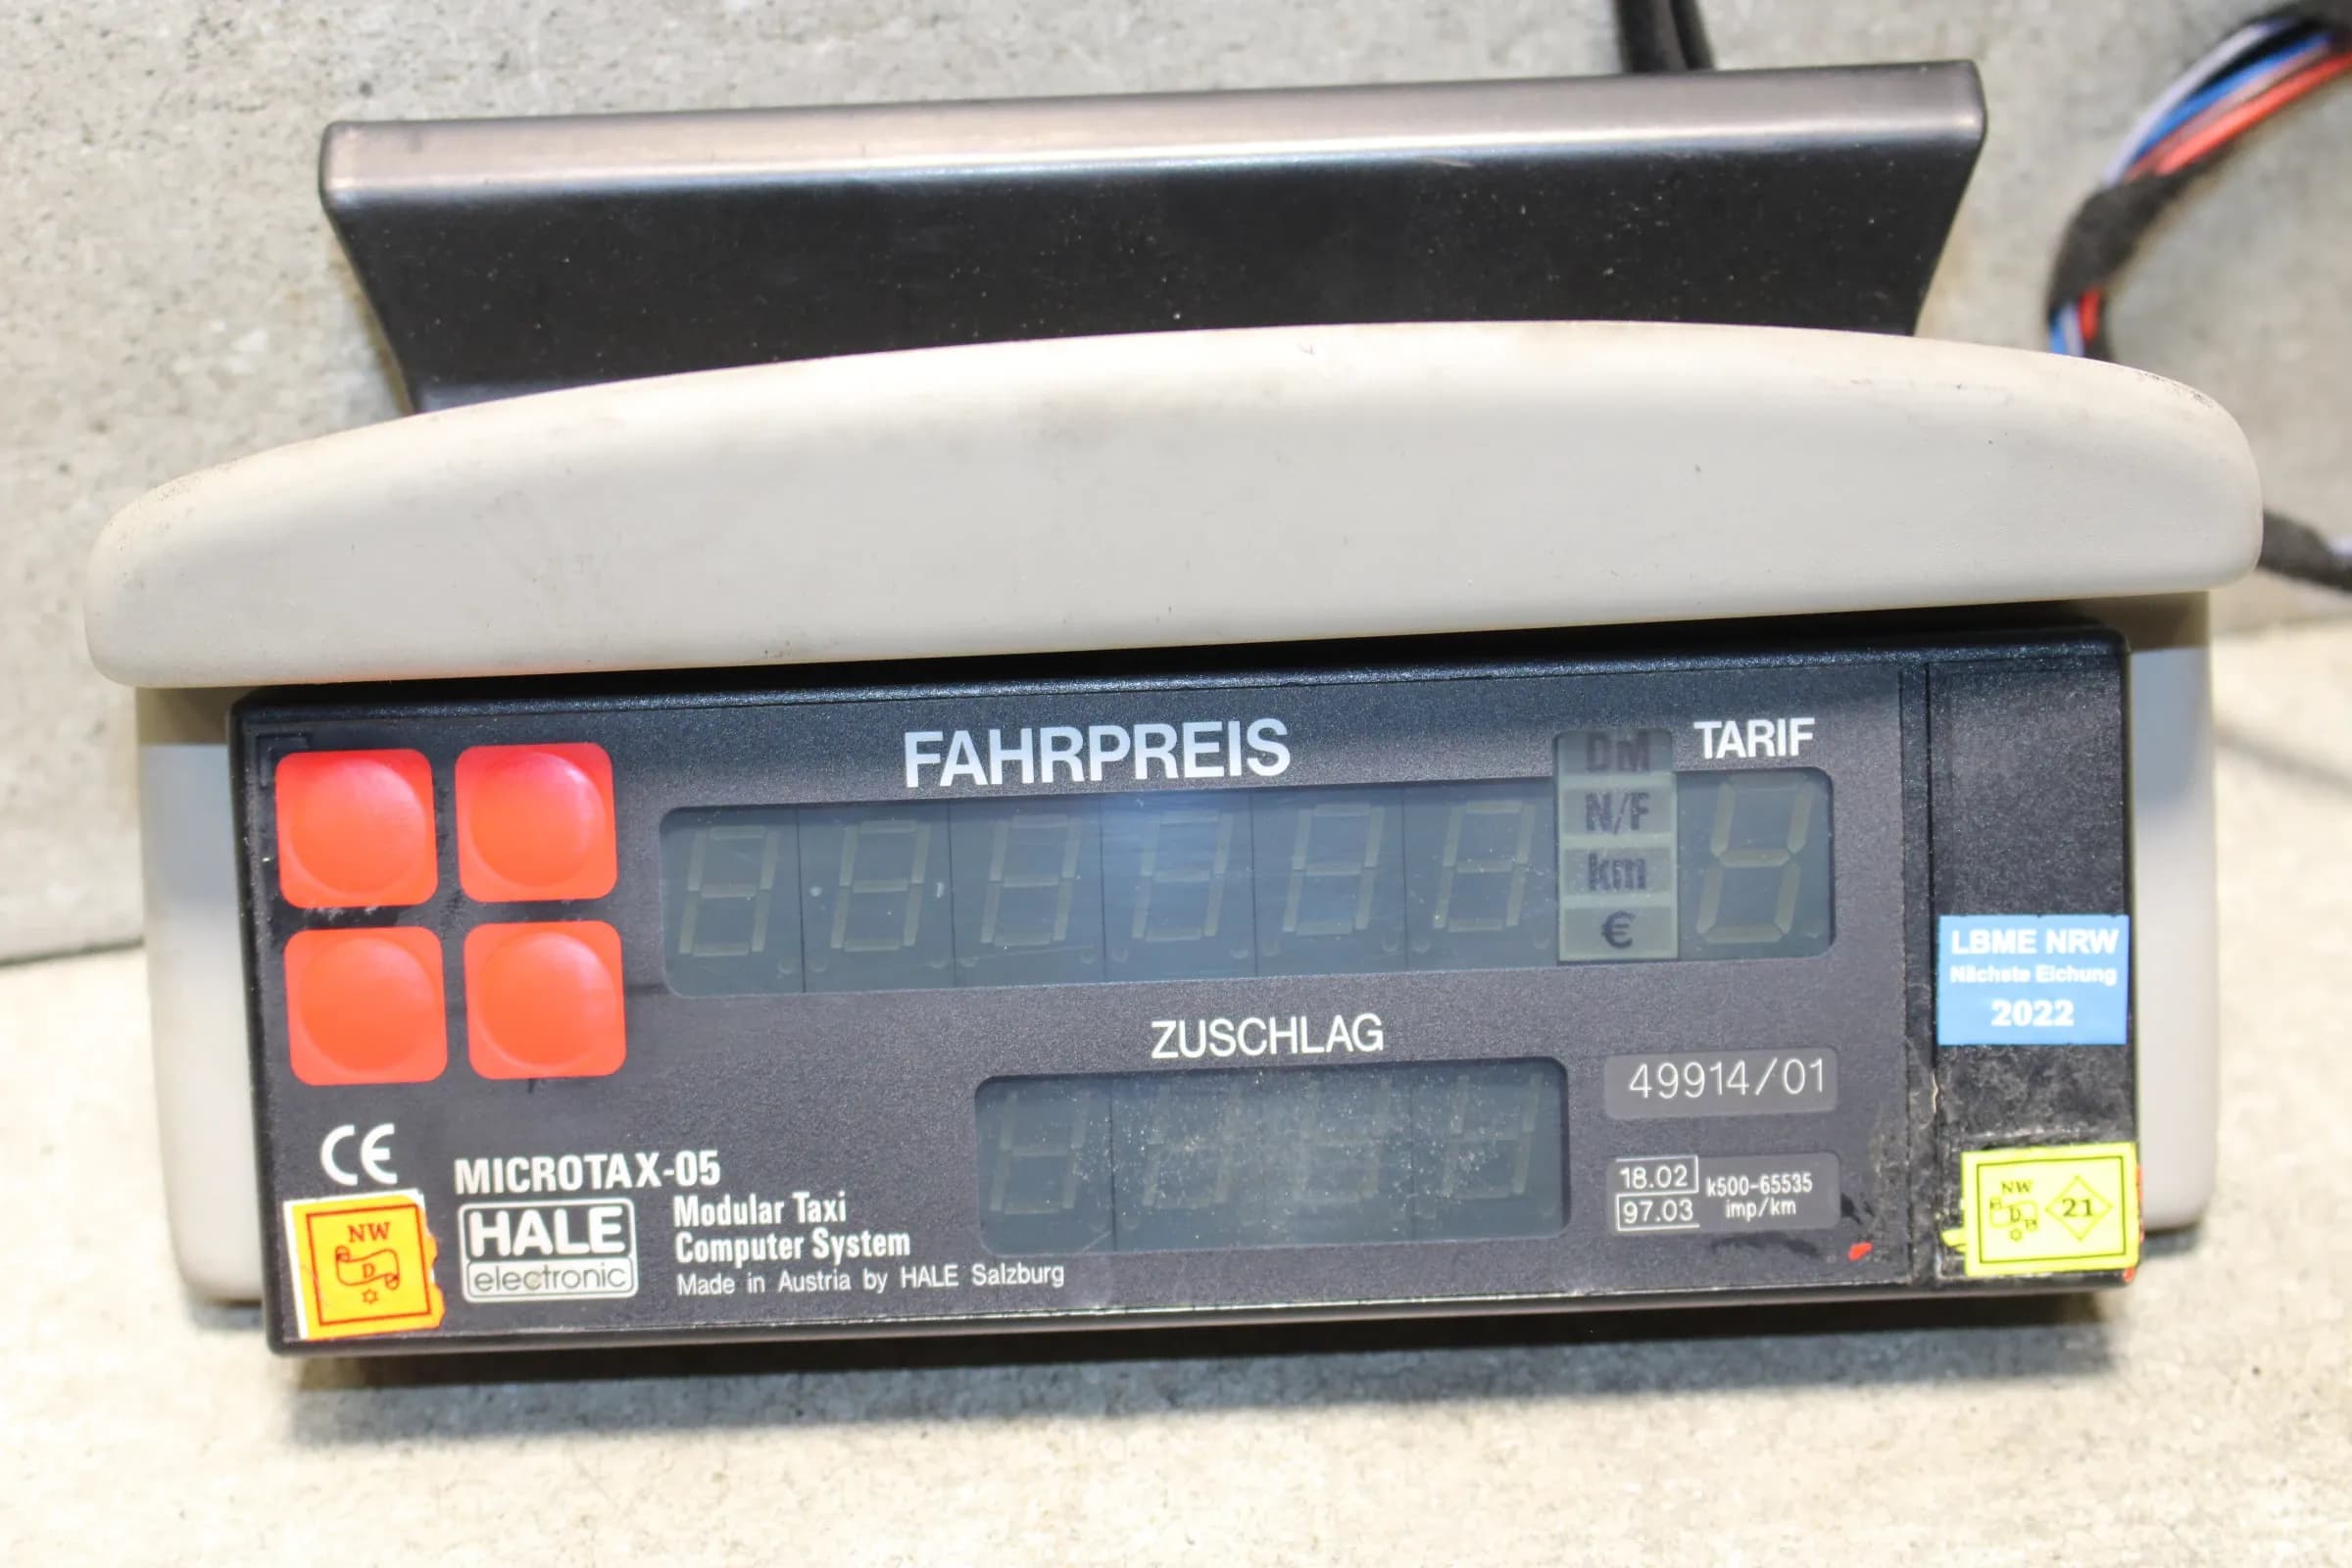 FAHRPREIS
TARIF
DM
N/F
km
€
LBME NRW
Nächste Eichung
2022
ZUSCHLAG
49914/01
18.02
97.03
k500-65535
imp/km
CE
MICROTAX-05
HALE
electronic
Modular Taxi
Computer System
Made in Austria by HALE Salzburg
NW
D
NW
D
21